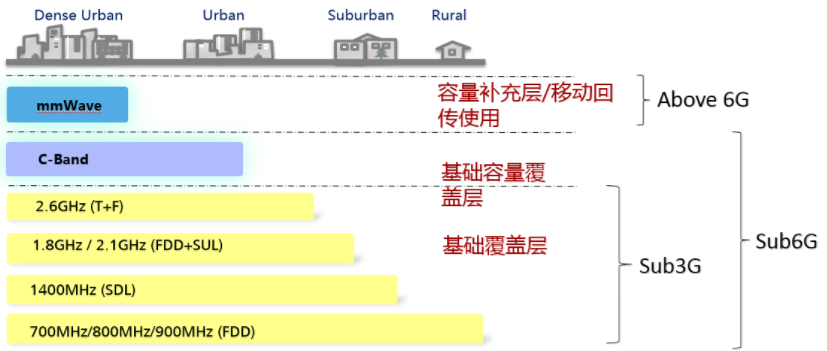 Dense Urban
Urban
Suburban
Rural
mmWave
容量补充层/移动回
传使用
Above 6G
C-Band
基础容量覆
盖层
2.6GHz (T+F)
1.8GHz / 2.1GHz (FDD+SUL)
基础覆盖层
Sub3G
Sub6G
1400MHz (SDL)
700MHz/800MHz/900MHz (FDD)